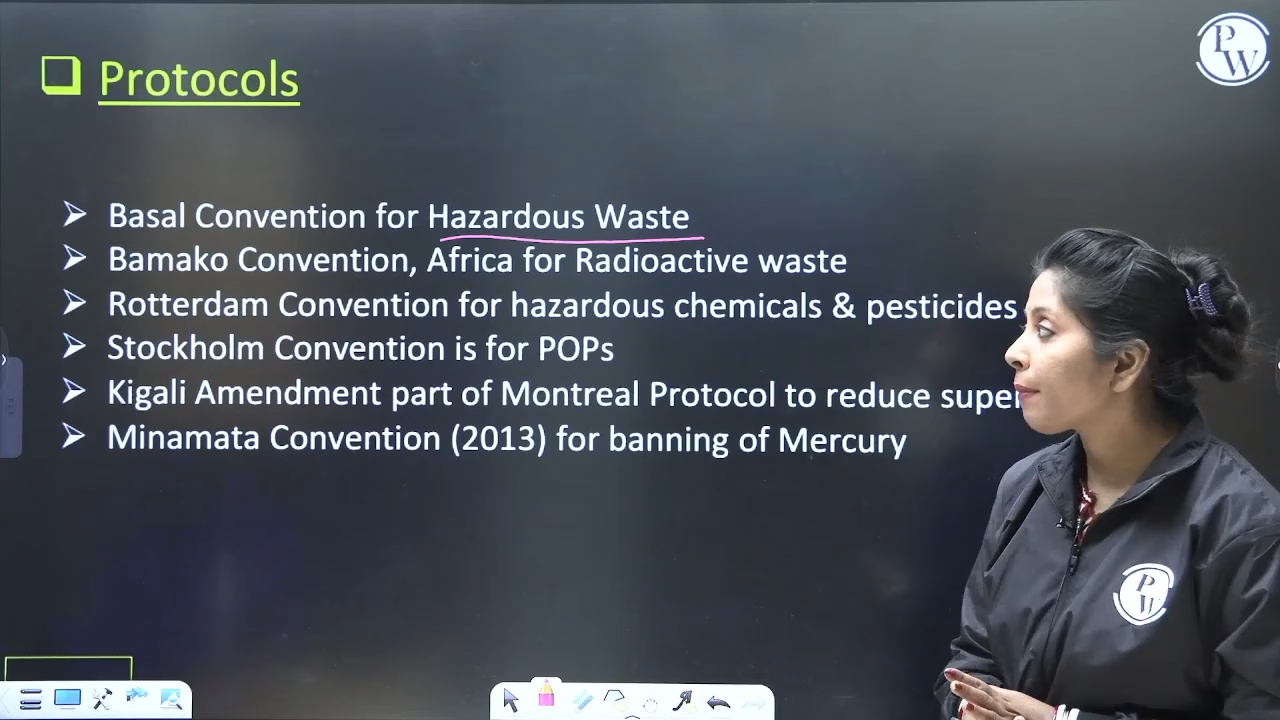 Protocols
PW
Basal Convention for Hazardous Waste
Bamako Convention, Africa for Radioactive waste
Rotterdam Convention for hazardous chemicals & pesticides
Stockholm Convention is for POPs
Kigali Amendment part of Montreal Protocol to reduce
Minamata Convention (2013) for banning of Mercury
PW